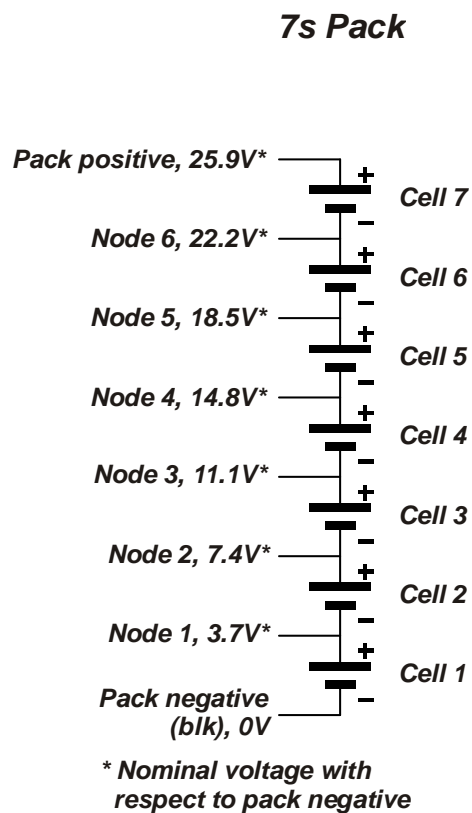 7s Pack
Pack positive, 25.9V*
+
Cell 7
–
Node 6, 22.2V*
+
Cell 6
–
Node 5, 18.5V*
+
Cell 5
–
Node 4, 14.8V*
+
Cell 4
–
Node 3, 11.1V*
+
Cell 3
–
Node 2, 7.4V*
+
Cell 2
–
Node 1, 3.7V*
+
Cell 1
–
Pack negative
(blk), 0V
* Nominal voltage with
respect to pack negative